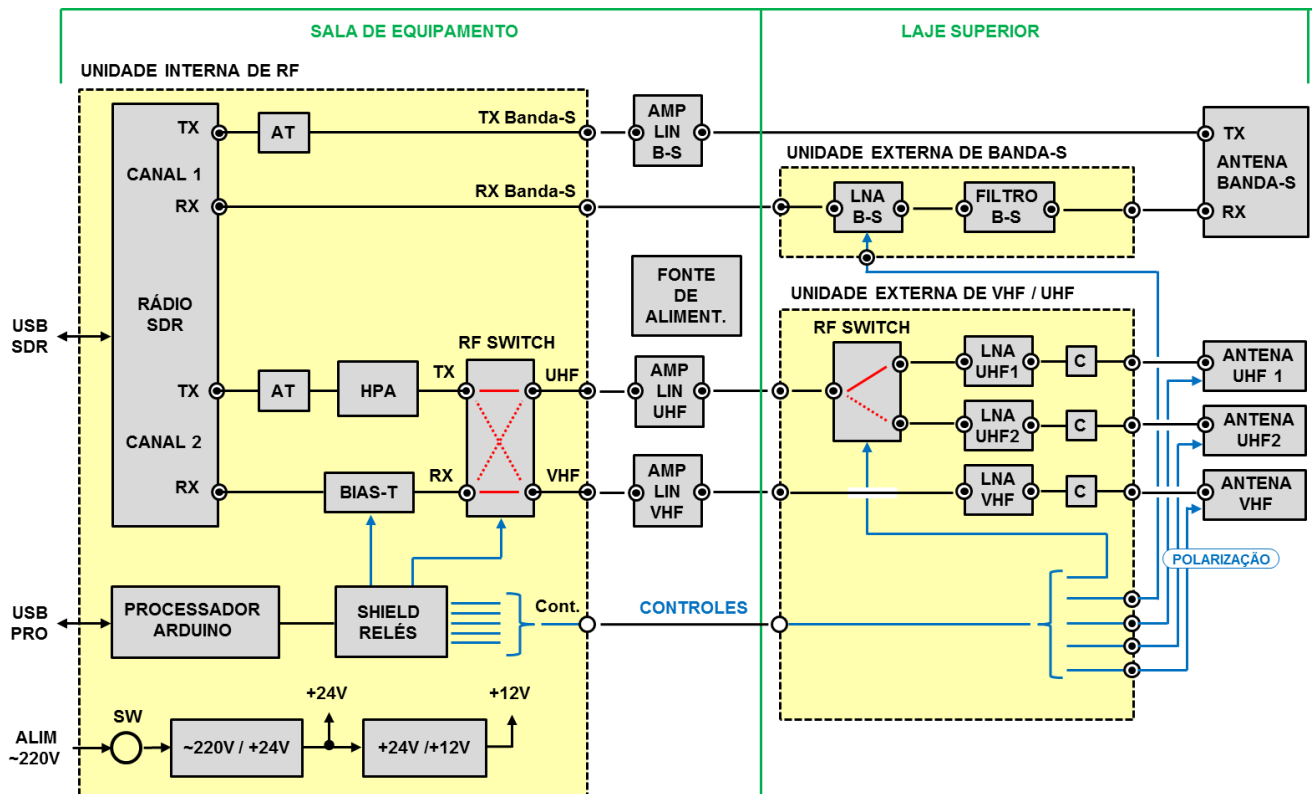 SALA DE EQUIPAMENTO
LAJE SUPERIOR
UNIDADE INTERNA DE RF
TX
AT
TX Banda-S
AMP
LIN
B-S
TX
CANAL 1
UNIDADE EXTERNA DE BANDA-S
ANTENA
BANDA-S
RX
RX Banda-S
LNA
B-S
FILTRO
B-S
RX
FONTE
DE
ALIMENT.
RÁDIO
SDR
USB
SDR
UNIDADE EXTERNA DE VHF / UHF
RF SWITCH
RF SWITCH
TX
AT
HPA
TX
UHF
AMP
LIN
UHF
LNA
UHF1
C
ANTENA
UHF 1
CANAL 2
LNA
UHF2
C
ANTENA
UHF2
RX
BIAS-T
RX
VHF
AMP
LIN
VHF
LNA
VHF
C
ANTENA
VHF
POLARIZAÇÃO
USB
PRO
PROCESSADOR
ARDUINO
SHIELD
RELÉS
Cont.
CONTROLES
+24V
+12V
ALIM
~220V
SW
~220V / +24V
+24V /+12V